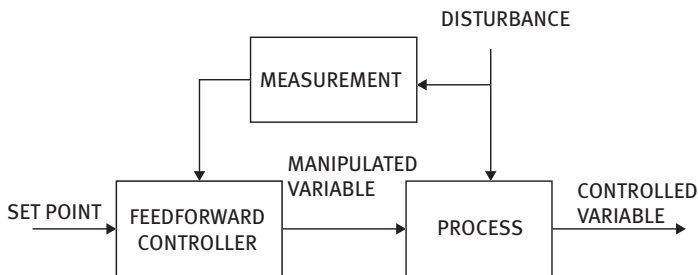 DISTURBANCE
MEASUREMENT
MANIPULATED
VARIABLE
CONTROLLED
VARIABLE
SET POINT
FEEDFORWARD
CONTROLLER
PROCESS